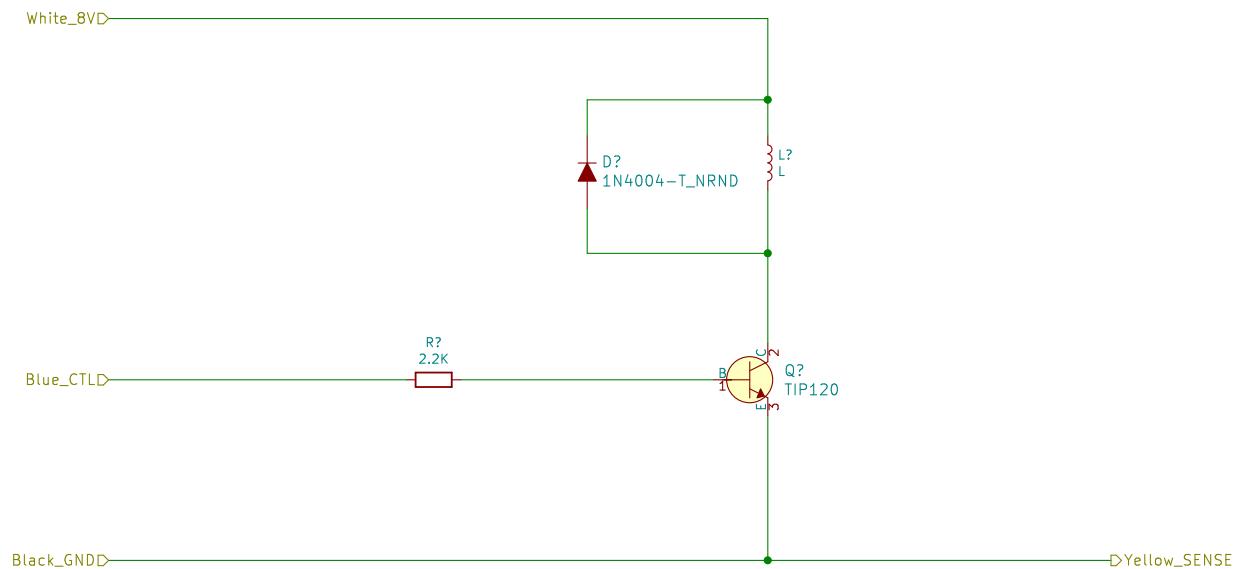 White_8V
L?
L
D?
1N4004-T_NRND
R?
2.2K
Blue_CTL
B
1
C
2
E
3
Q?
TIP120
Black_GND
Yellow_SENSE